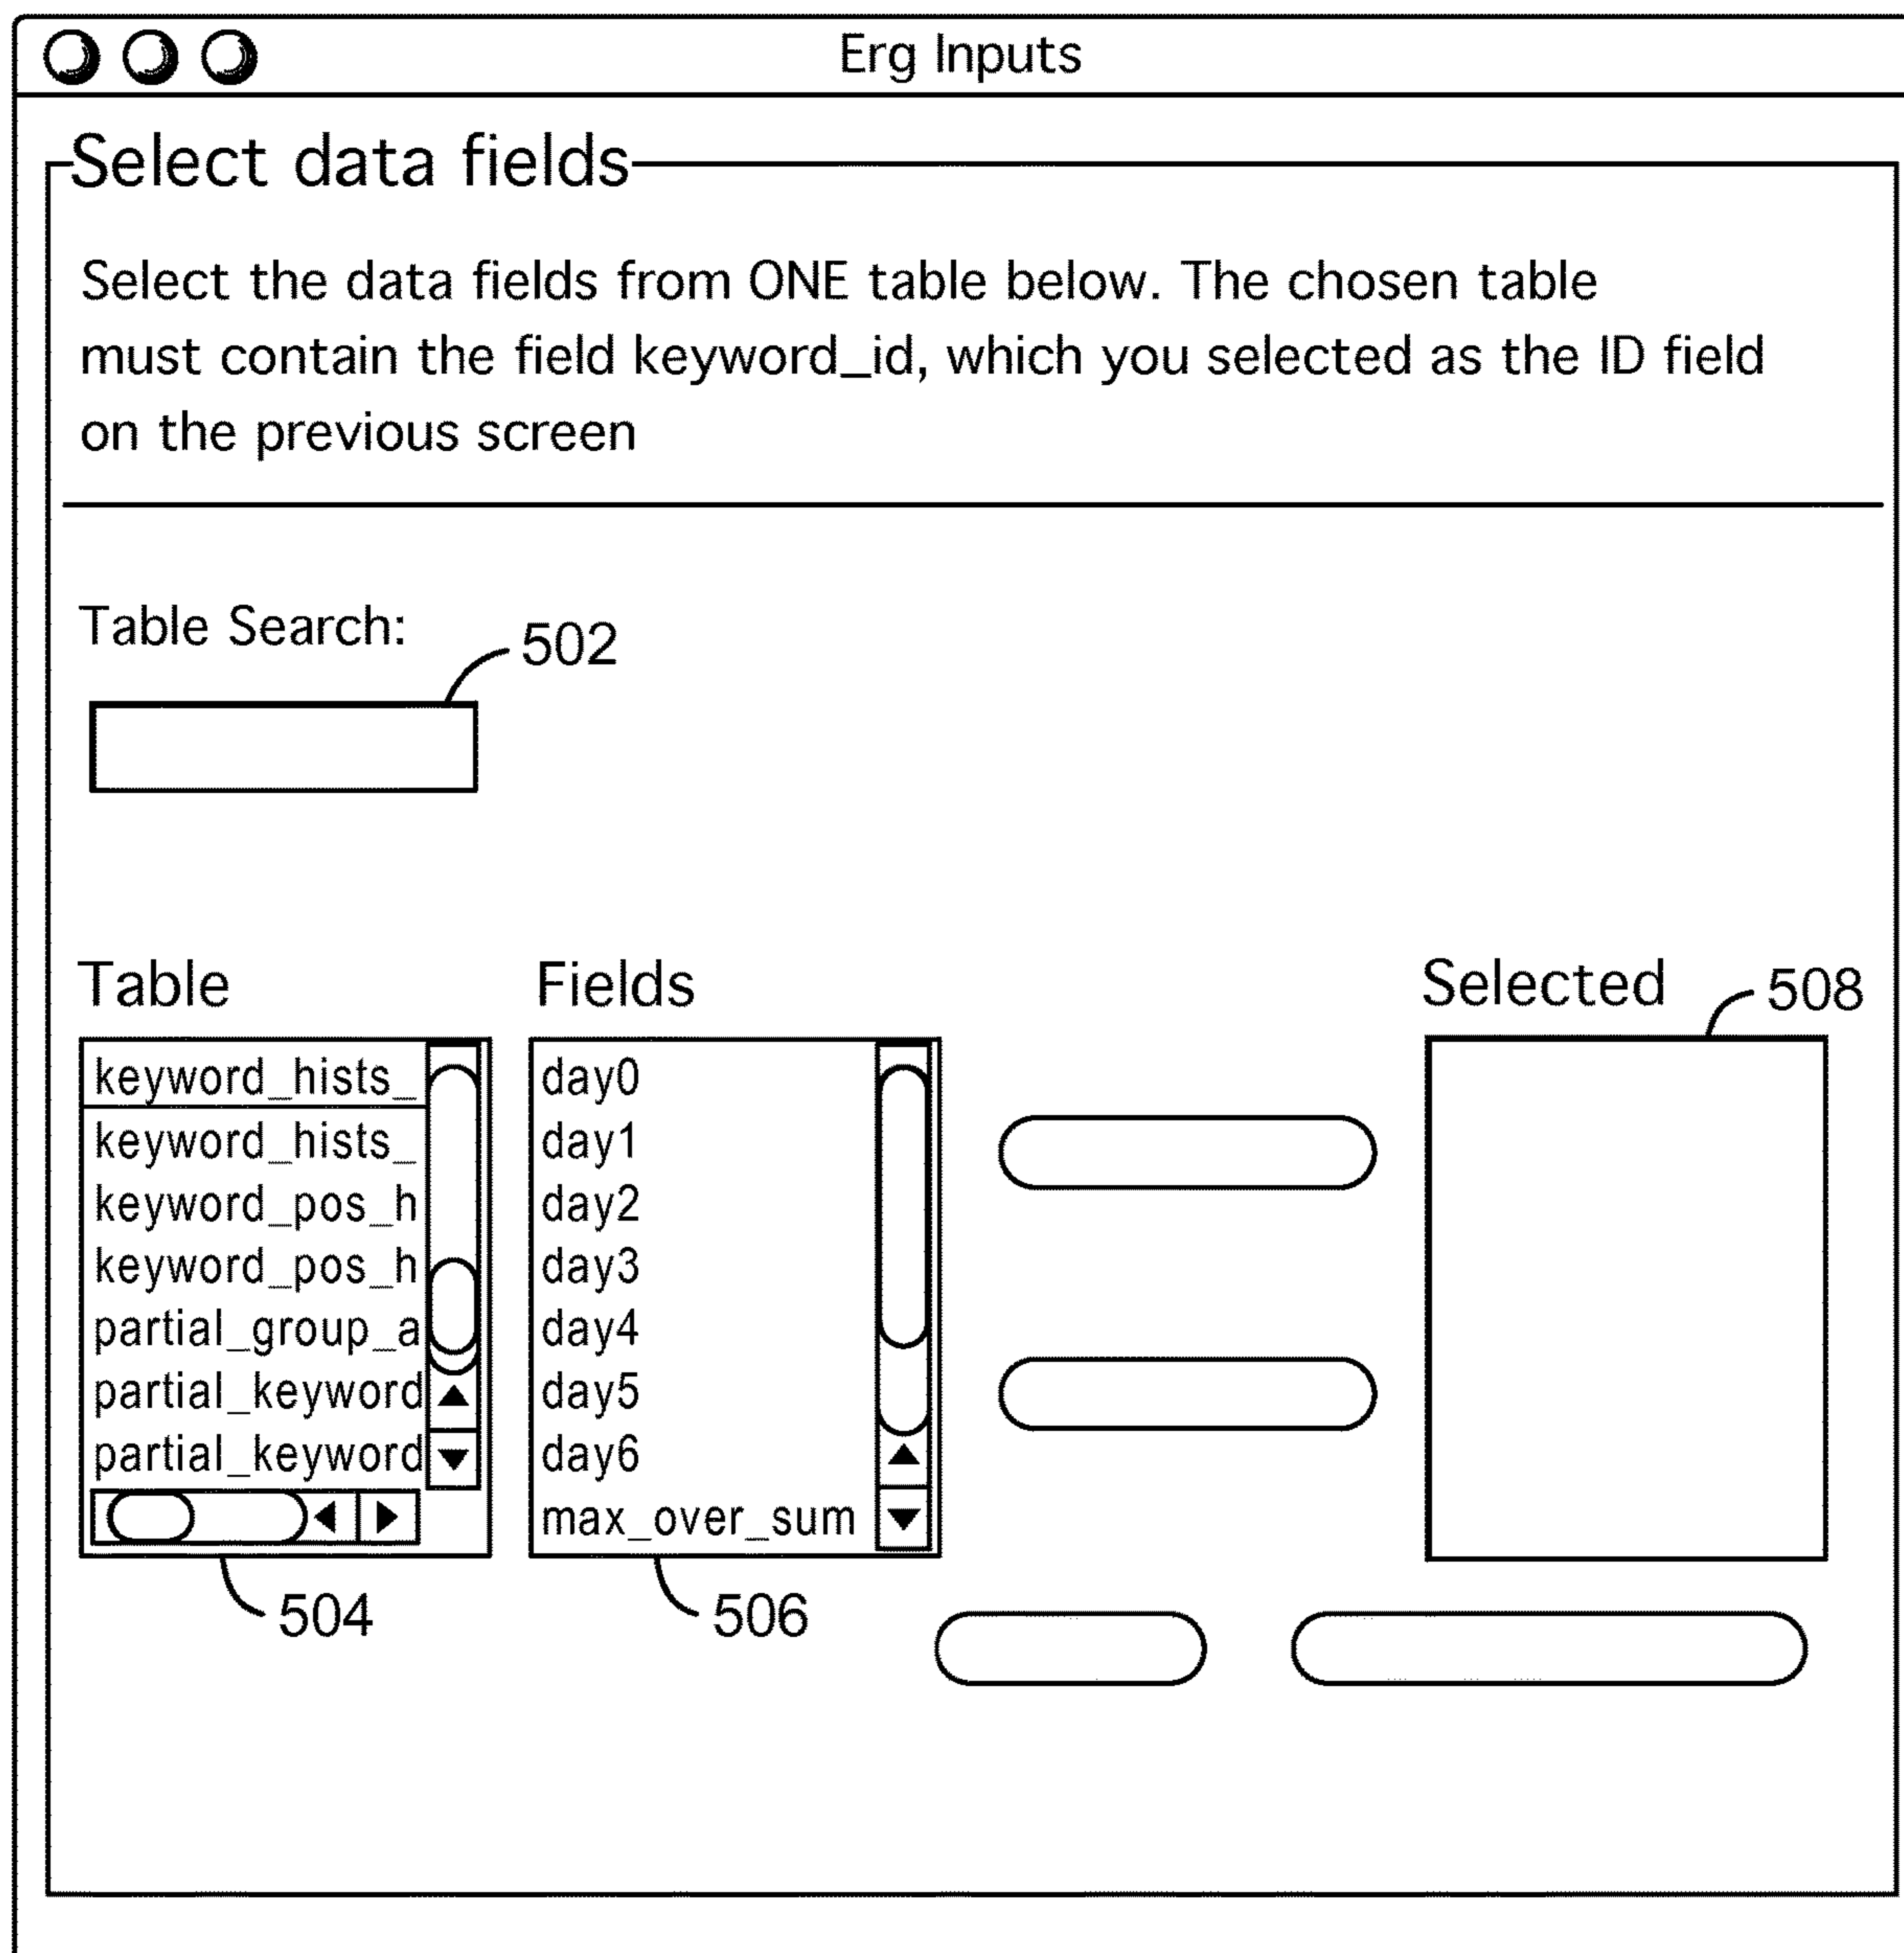 Erg Inputs
Select data fields
Select the data fields from ONE table below. The chosen table
must contain the field keyword_id, which you selected as the ID field
on the previous screen
Table Search:
502
Table
Fields
Selected
508
keyword_hists_
keyword_hists_
keyword_pos_h
keyword_pos_h
partial_group_a
partial_keyword
partial_keyword
day0
day1
day2
day3
day4
day5
day6
max_over_sum
504
506